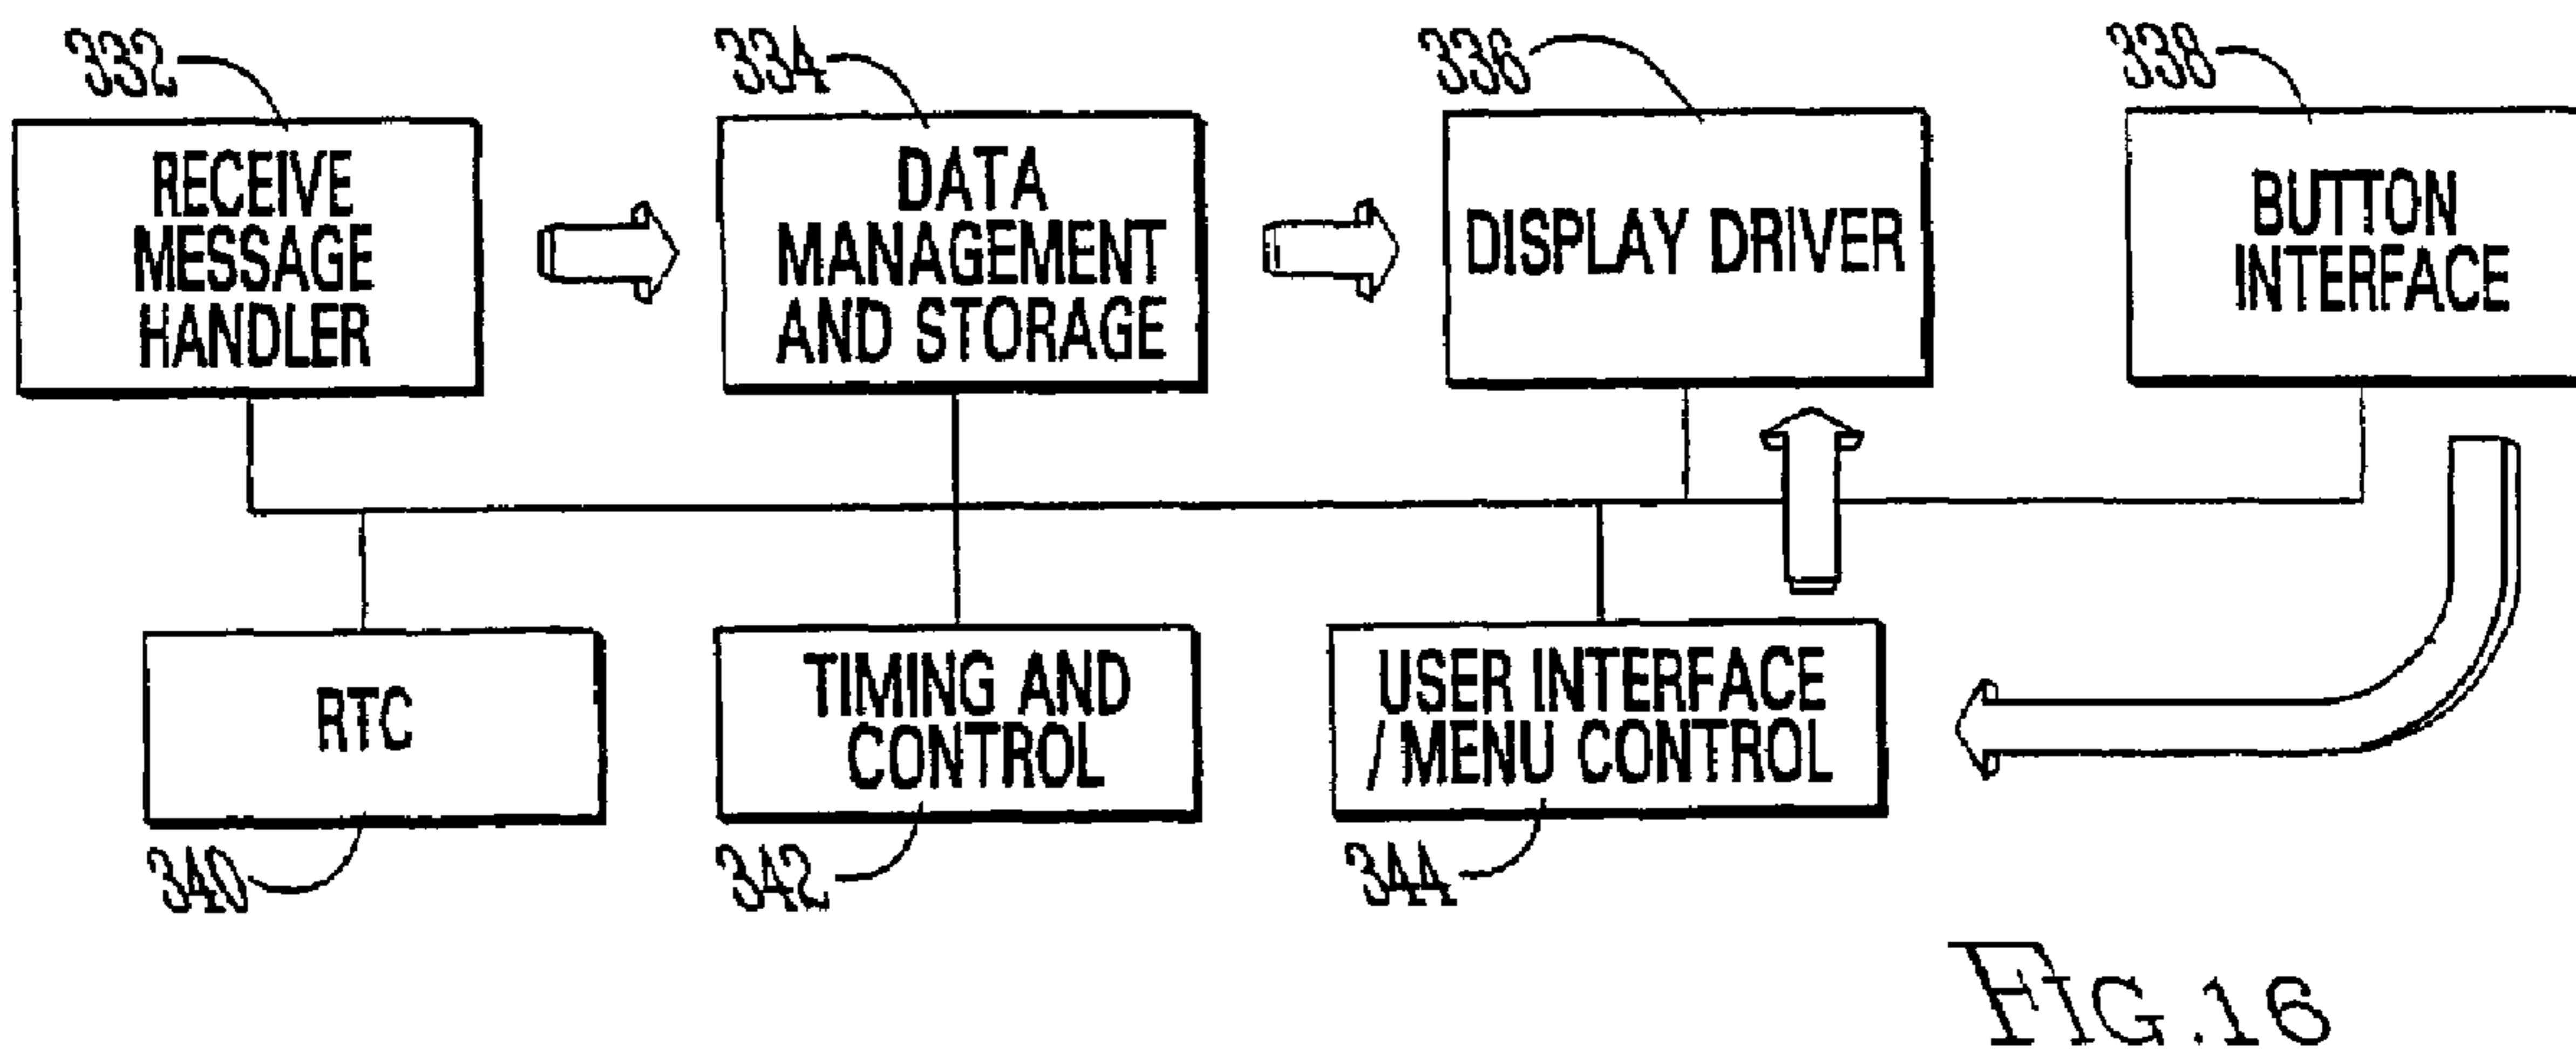 332
334
336
338
RECEIVE
MESSAGE
HANDLER
DATA
MANAGEMENT
AND STORAGE
DISPLAY DRIVER
BUTTON
INTERFACE
RTC
TIMING AND
CONTROL
USER INTERFACE
/ MENU CONTROL
340
342
344
FIG.16